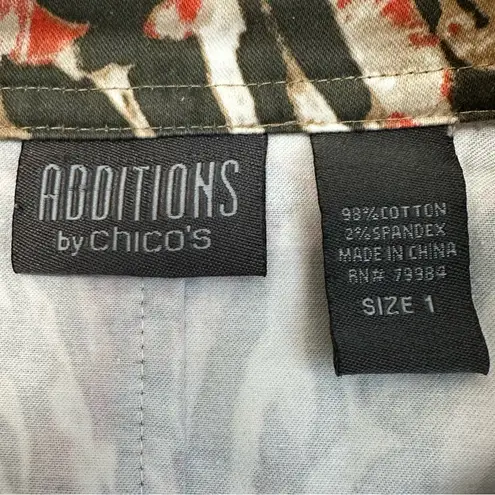 ADDITIONS
by chico's
98%COTTON
2%SPANDEX
MADE IN CHINA
RN# 79984
SIZE 1